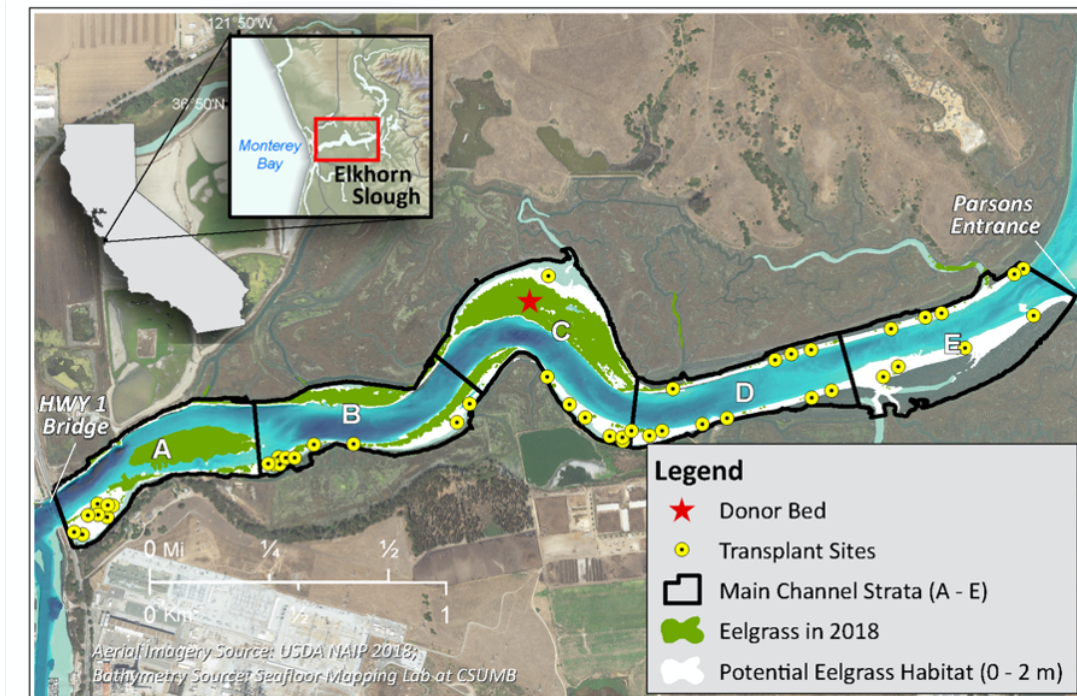 121°50'W
36°50'N
Monterey
Bay
Elkhorn
Slough
Parsons
Entrance
HWY 1
Bridge
A
B
C
D
E
0 Mi
¼
½
0 Km
½
1
Aerial Imagery Source: USDA NAIP 2018;
Bathymetry Source: Seafloor Mapping Lab at CSUMB
Legend
Donor Bed
Transplant Sites
Main Channel Strata (A - E)
Eelgrass in 2018
Potential Eelgrass Habitat (0 - 2 m)